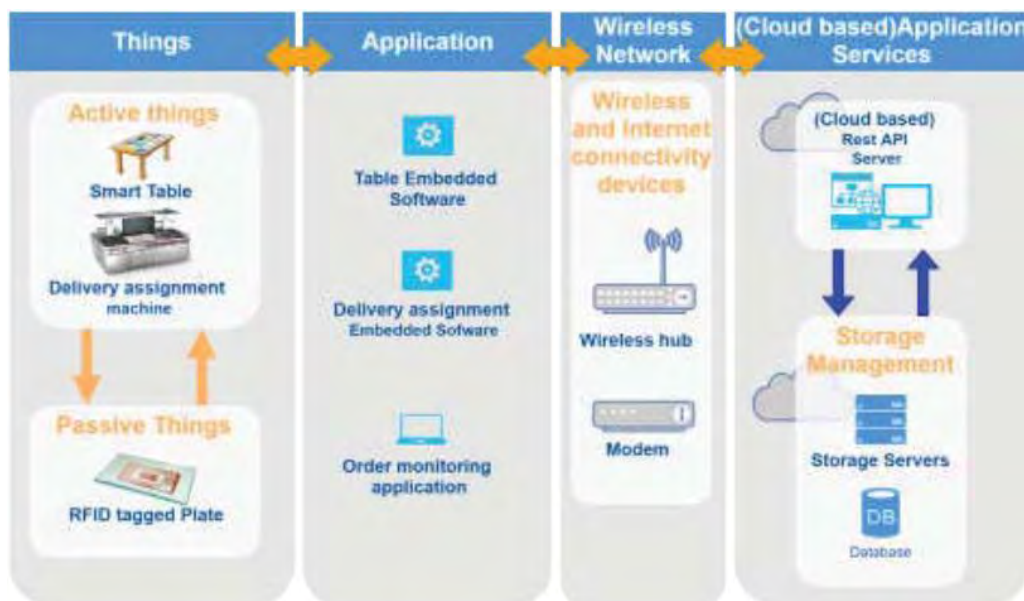 Things
Application
Wireless
Network
(Cloud based)Application
Services
Active things
Smart Table
Delivery assignment
machine
Passive Things
RFID tagged Plate
Table Embedded
Software
Delivery assignment
Embedded Sofware
Order monitoring
application
Wireless
and Internet
connectivity
devices
Wireless hub
Modem
(Cloud based)
Rest API
Server
Storage
Management
Storage Servers
DB
Database